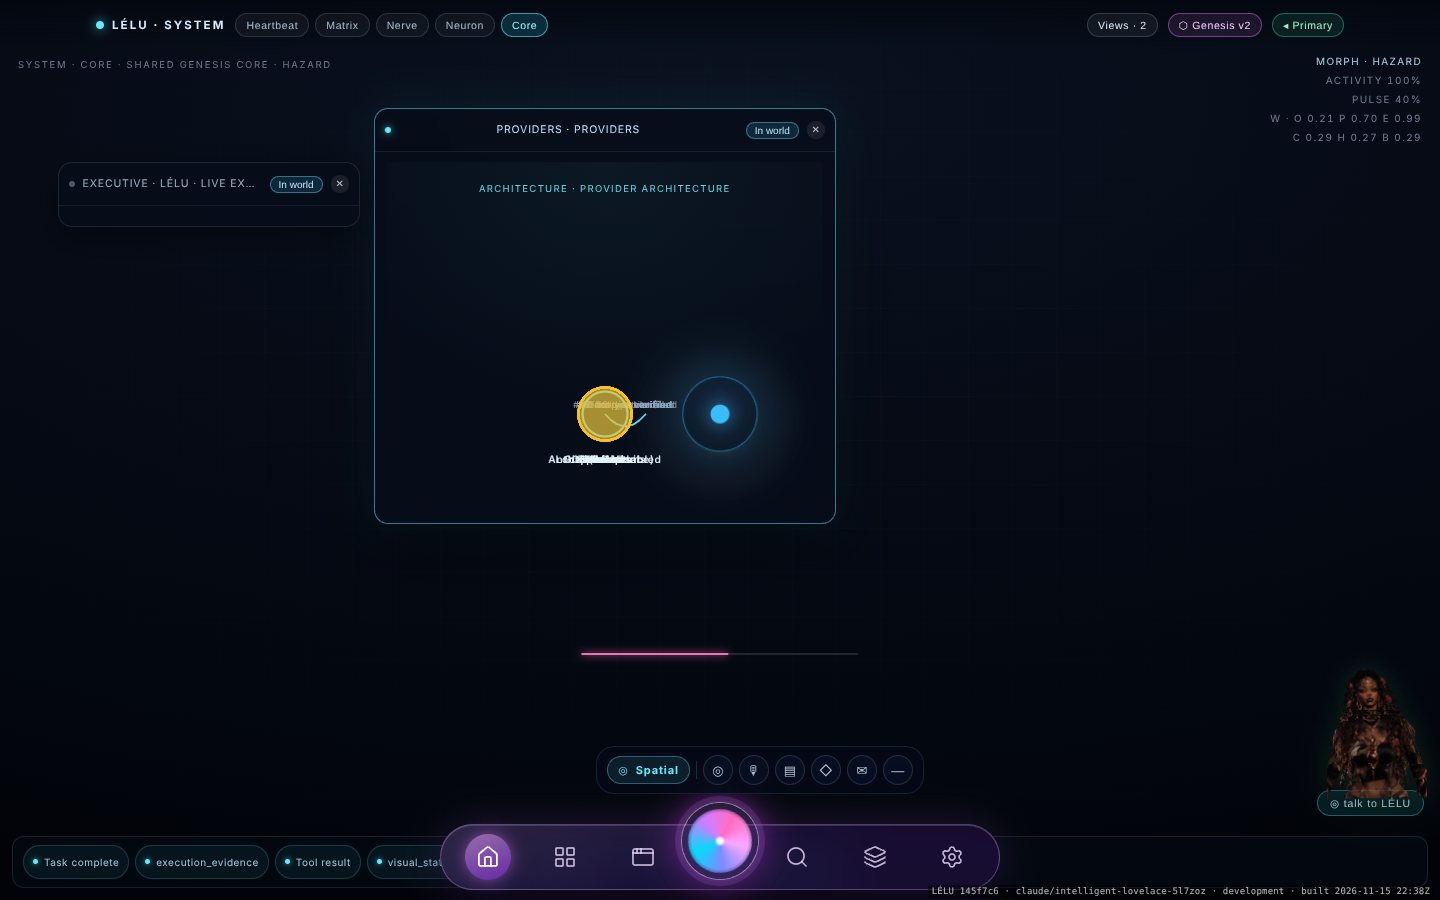 LÉLU · SYSTEM
Heartbeat
Matrix
Nerve
Neuron
Core
Views · 2
⬡ Genesis v2
◂ Primary
SYSTEM · CORE · SHARED GENESIS CORE · HAZARD
MORPH · HAZARD
ACTIVITY 100%
PULSE 40%
W · O 0.21 P 0.70 E 0.99
C 0.29 H 0.27 B 0.29
PROVIDERS · PROVIDERS
In world
EXECUTIVE · LÉLU · LIVE EX…
In world
ARCHITECTURE · PROVIDER ARCHITECTURE
Spatial
talk to LÉLU
Task complete
execution_evidence
Tool result
visual_stat
LÉLU 145f7c6 · claude/intelligent-lovelace-5l7zoz · development · built 2026-11-15 22:38Z